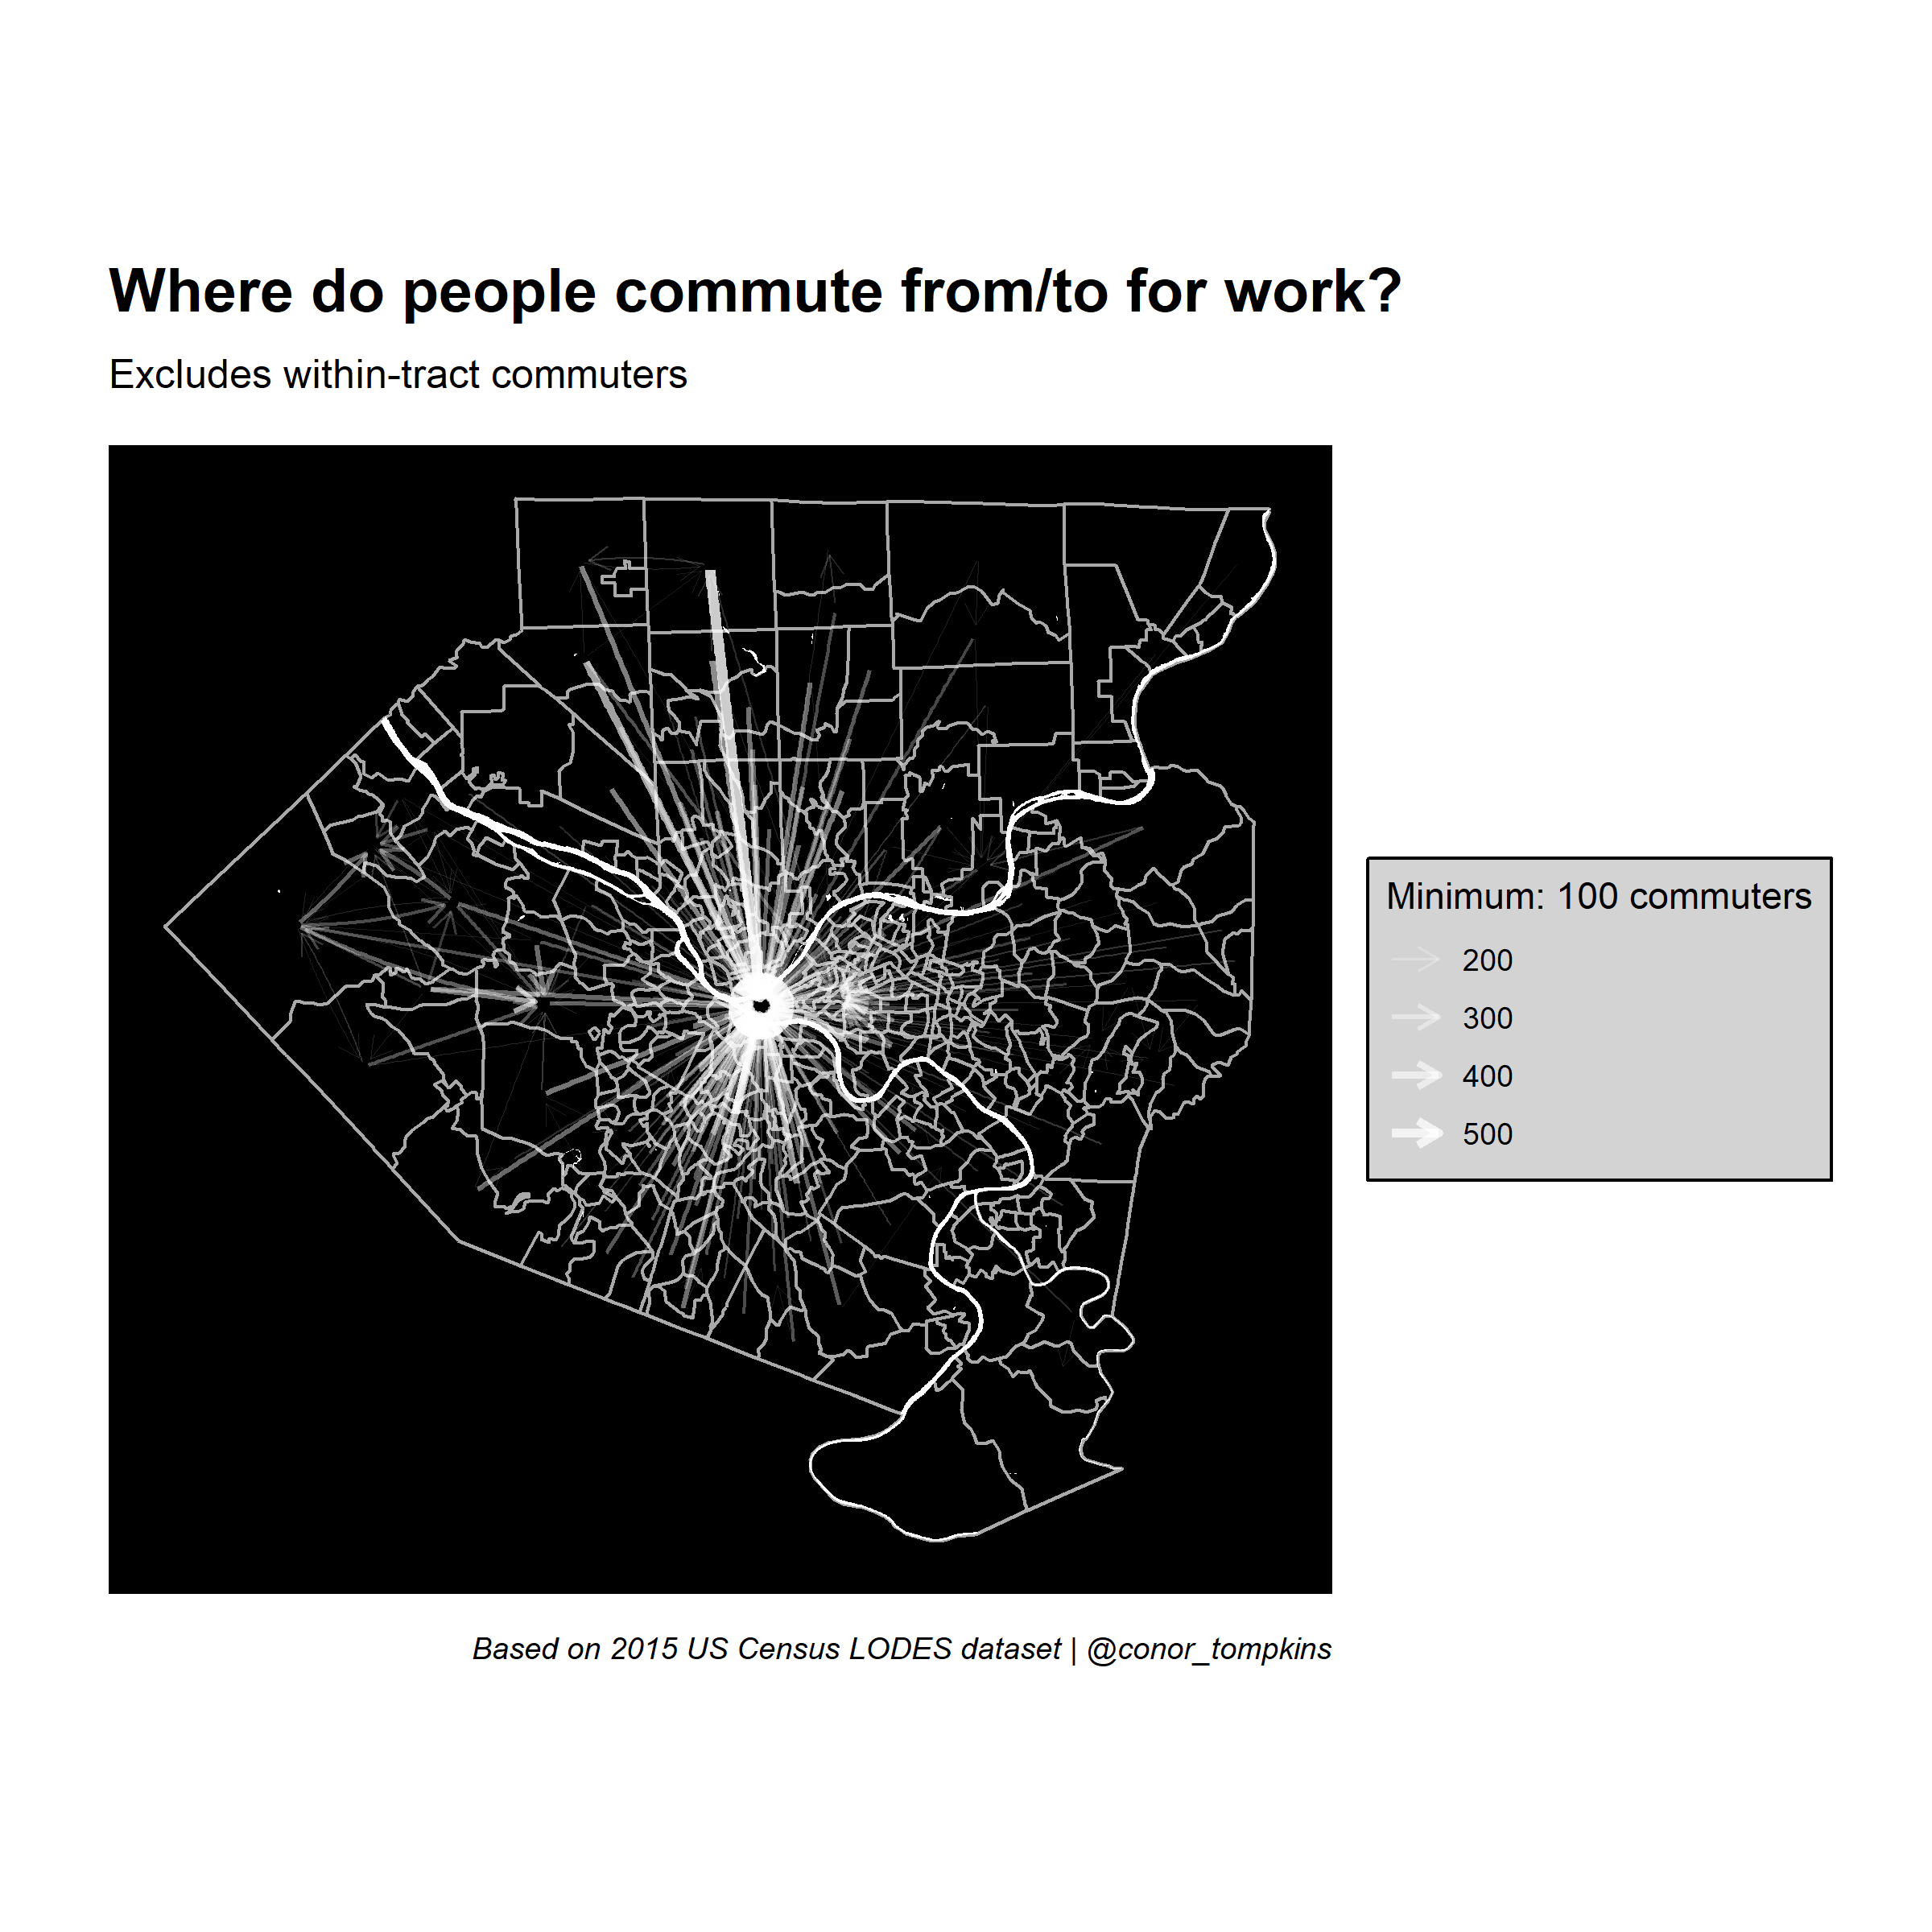 Where do people commute from/to for work?
Excludes within-tract commuters
Minimum: 100 commuters
200
300
400
500
Based on 2015 US Census LODES dataset | @conor_tompkins